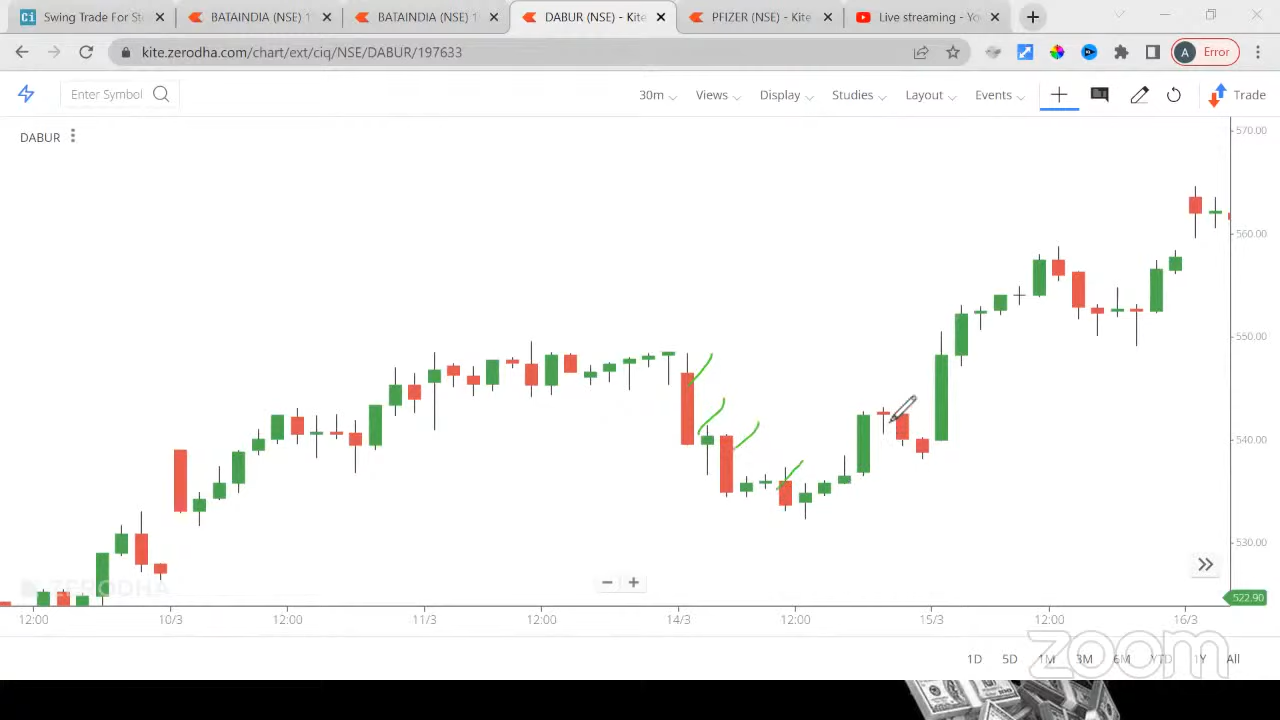 Swing Trade For St
BATAINDIA (NSE) 1
BATAINDIA (NSE) 1
DABUR (NSE) - Kite
PFIZER (NSE) - Kite
Live streaming - Yo
kite.zerodha.com/chart/ext/ciq/NSE/DABUR/197633
A Error
Enter Symbol
30m Views Display Studies Layout Events Trade
DABUR
570.00
560.00
550.00
540.00
530.00
522.90
ZERODHA
12:00 10/3 12:00 11/3 12:00 14/3 12:00 15/3 12:00 16/3
1D 5D 1M 3M 6M YTD 1Y All
zoom